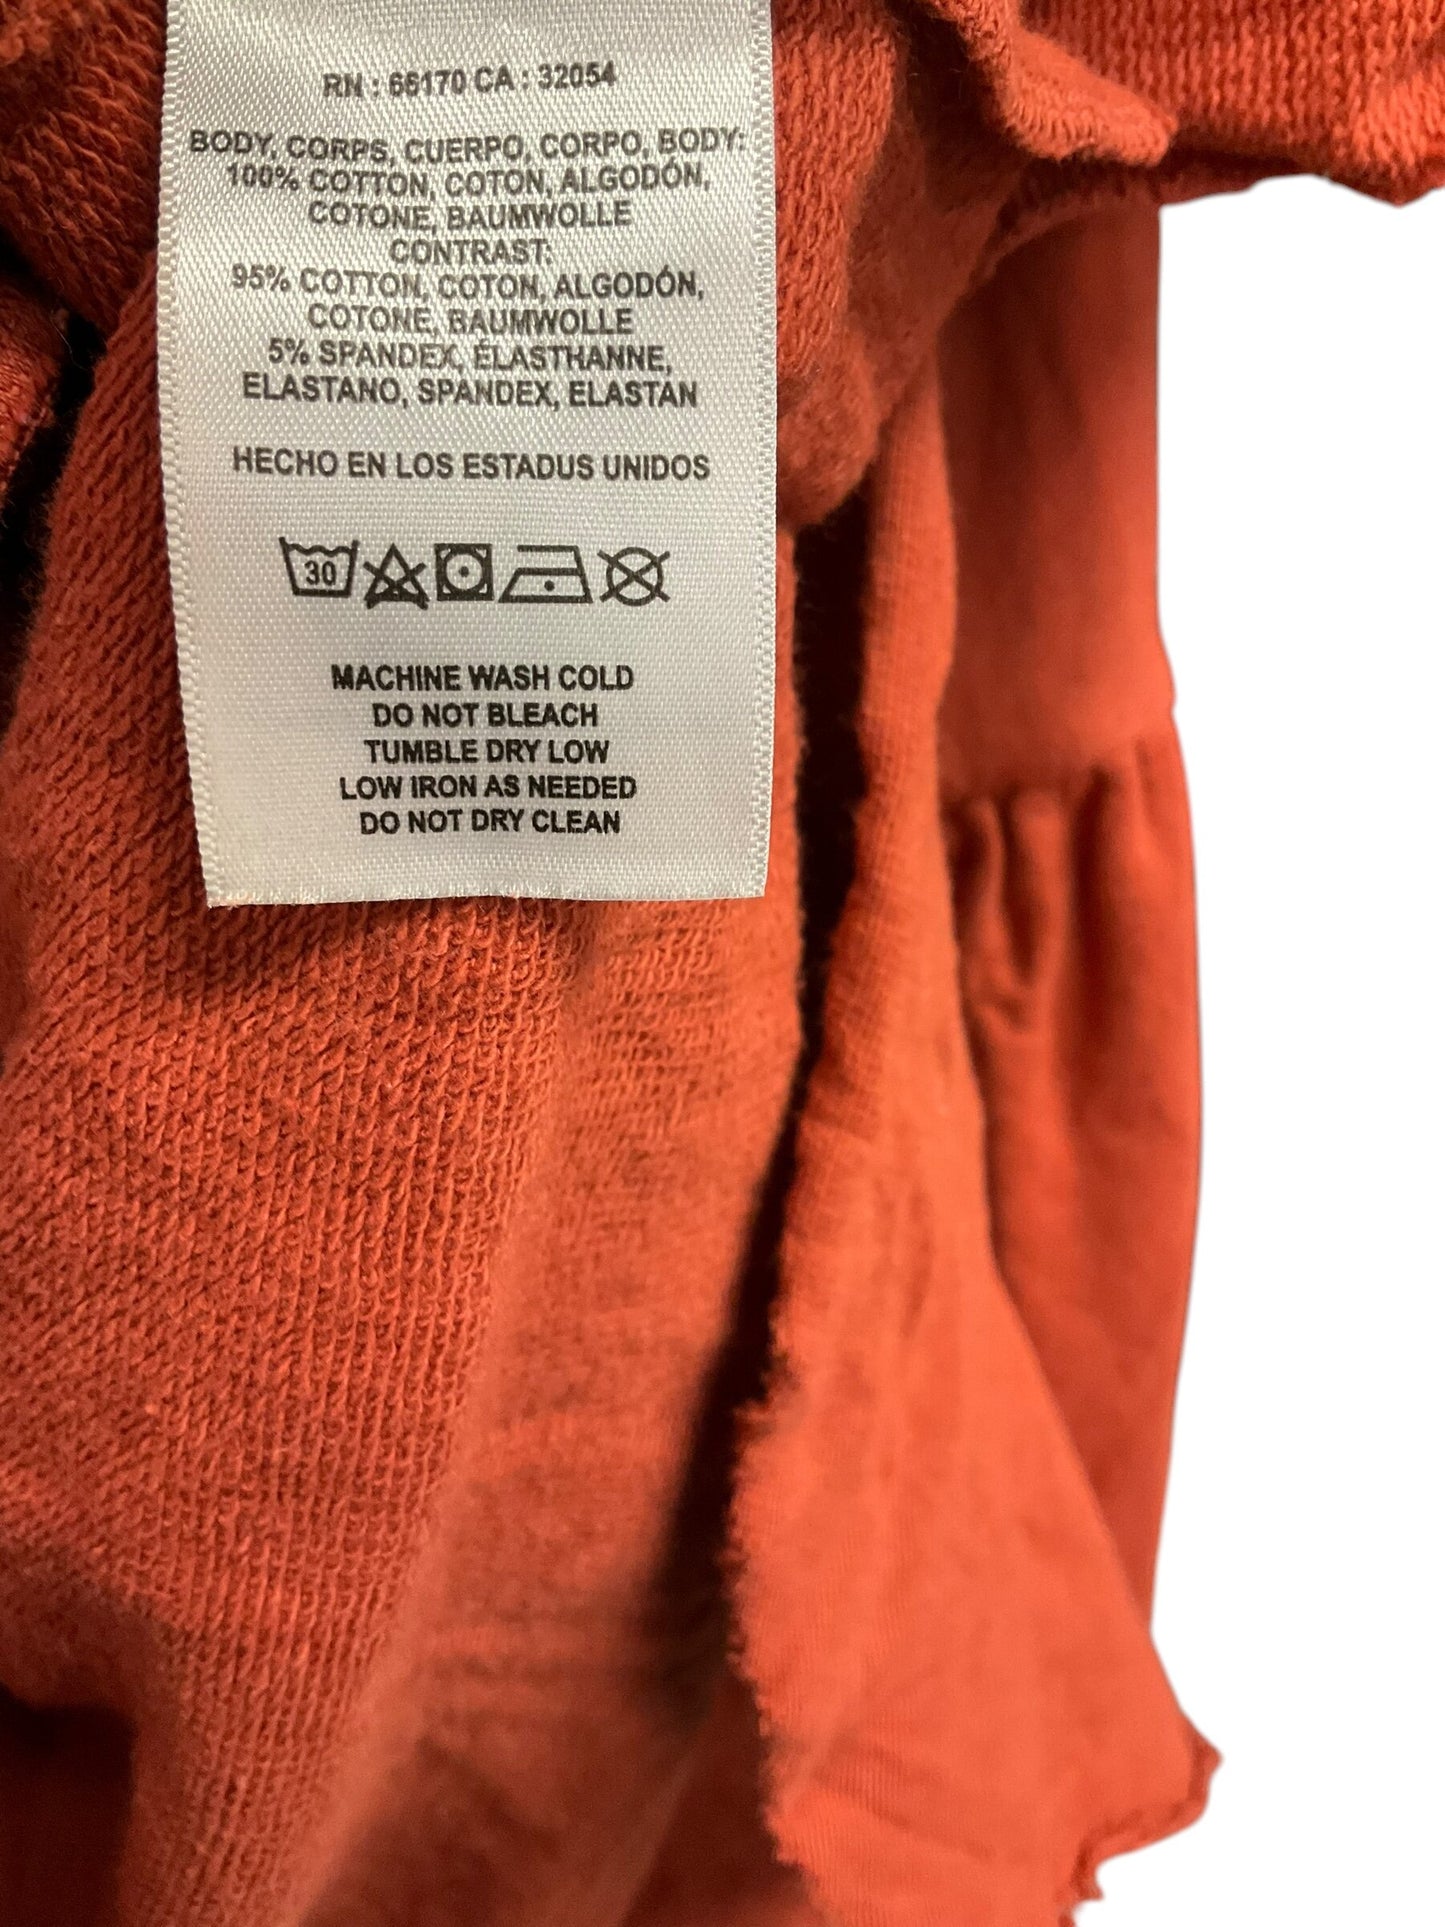 RN : 66170 CA : 32054
BODY, CORPS, CUERPO, CORPO, BODY:
100% COTTON, COTON, ALGODÓN,
COTONE, BAUMWOLLE
CONTRAST:
95% COTTON, COTON, ALGODÓN,
COTONE, BAUMWOLLE
5% SPANDEX, ÉLASTHANNE,
ELASTANO, SPANDEX, ELASTAN
HECHO EN LOS ESTADUS UNIDOS
30
MACHINE WASH COLD
DO NOT BLEACH
TUMBLE DRY LOW
LOW IRON AS NEEDED
DO NOT DRY CLEAN